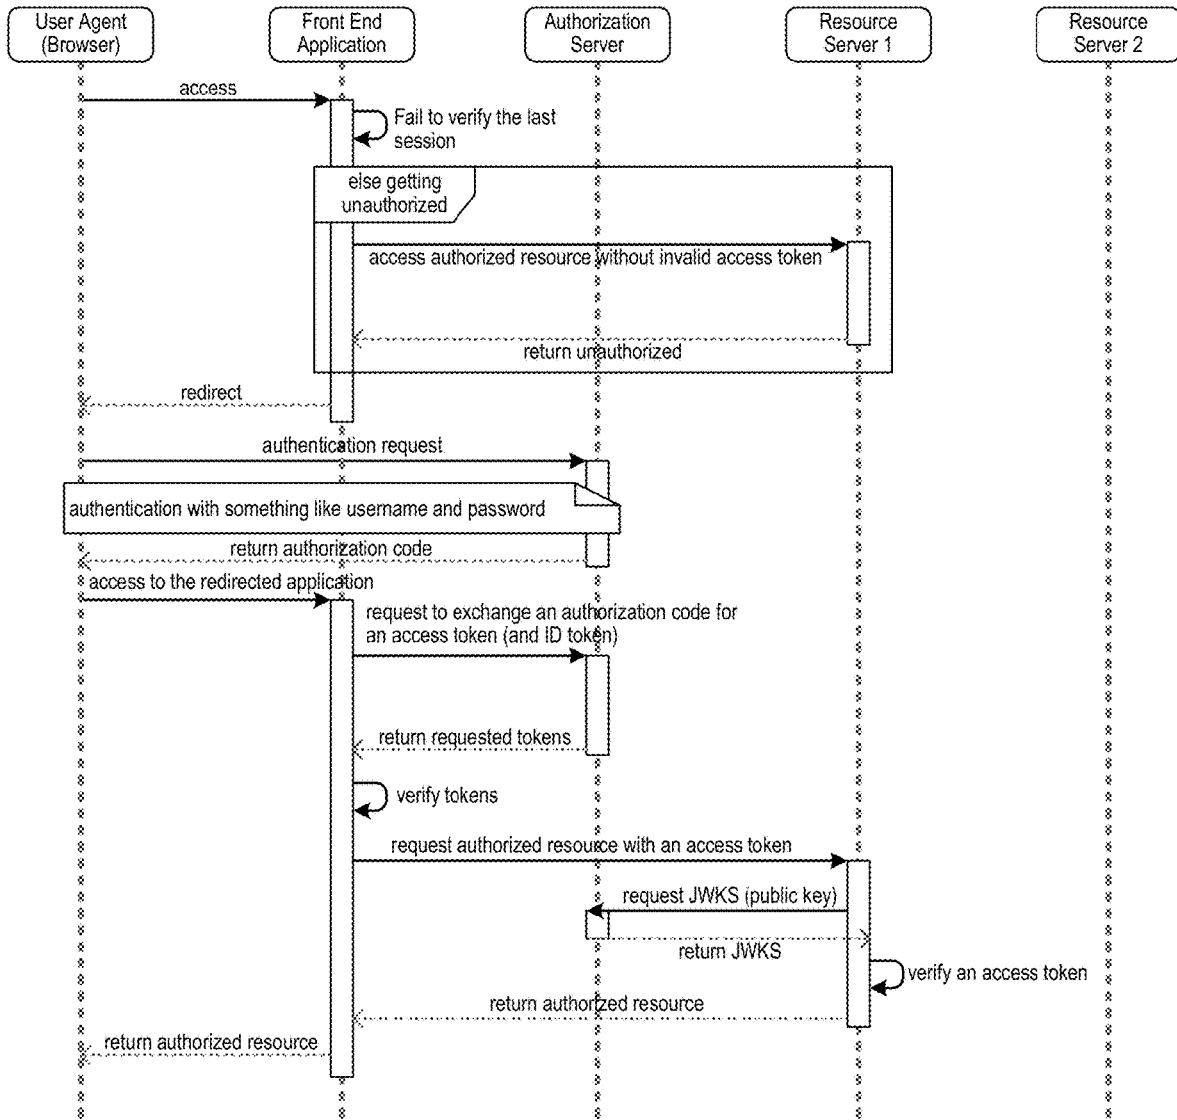 User Agent
(Browser)
Front End
Application
Authorization
Server
Resource
Server 1
Resource
Server 2
access
Fail to verify the last
session
else getting
unauthorized
access authorized resource without invalid access token
return unauthorized
redirect
authentication request
authentication with something like username and password
return authorization code
access to the redirected application
request to exchange an authorization code for
an access token (and ID token)
return requested tokens
verify tokens
request authorized resource with an access token
request JWKS (public key)
return JWKS
verify an access token
return authorized resource
return authorized resource